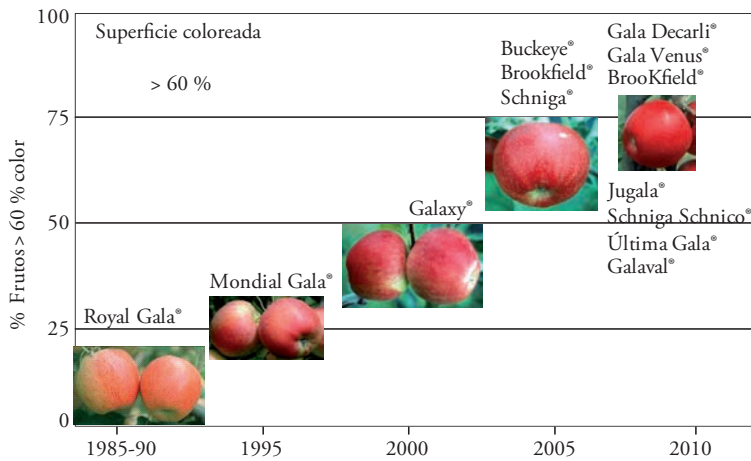 100
Superficie coloreada
> 60 %
75
50
25
0
% Frutos > 60 % color
Royal Gala®
Mondial Gala®
Galaxy®
Buckeye®
Brookfield®
Schniga®
Gala Decarli®
Gala Venus®
BrooKfield®
Jugala®
Schniga Schnico®
Última Gala®
Galaval®
1985-90
1995
2000
2005
2010